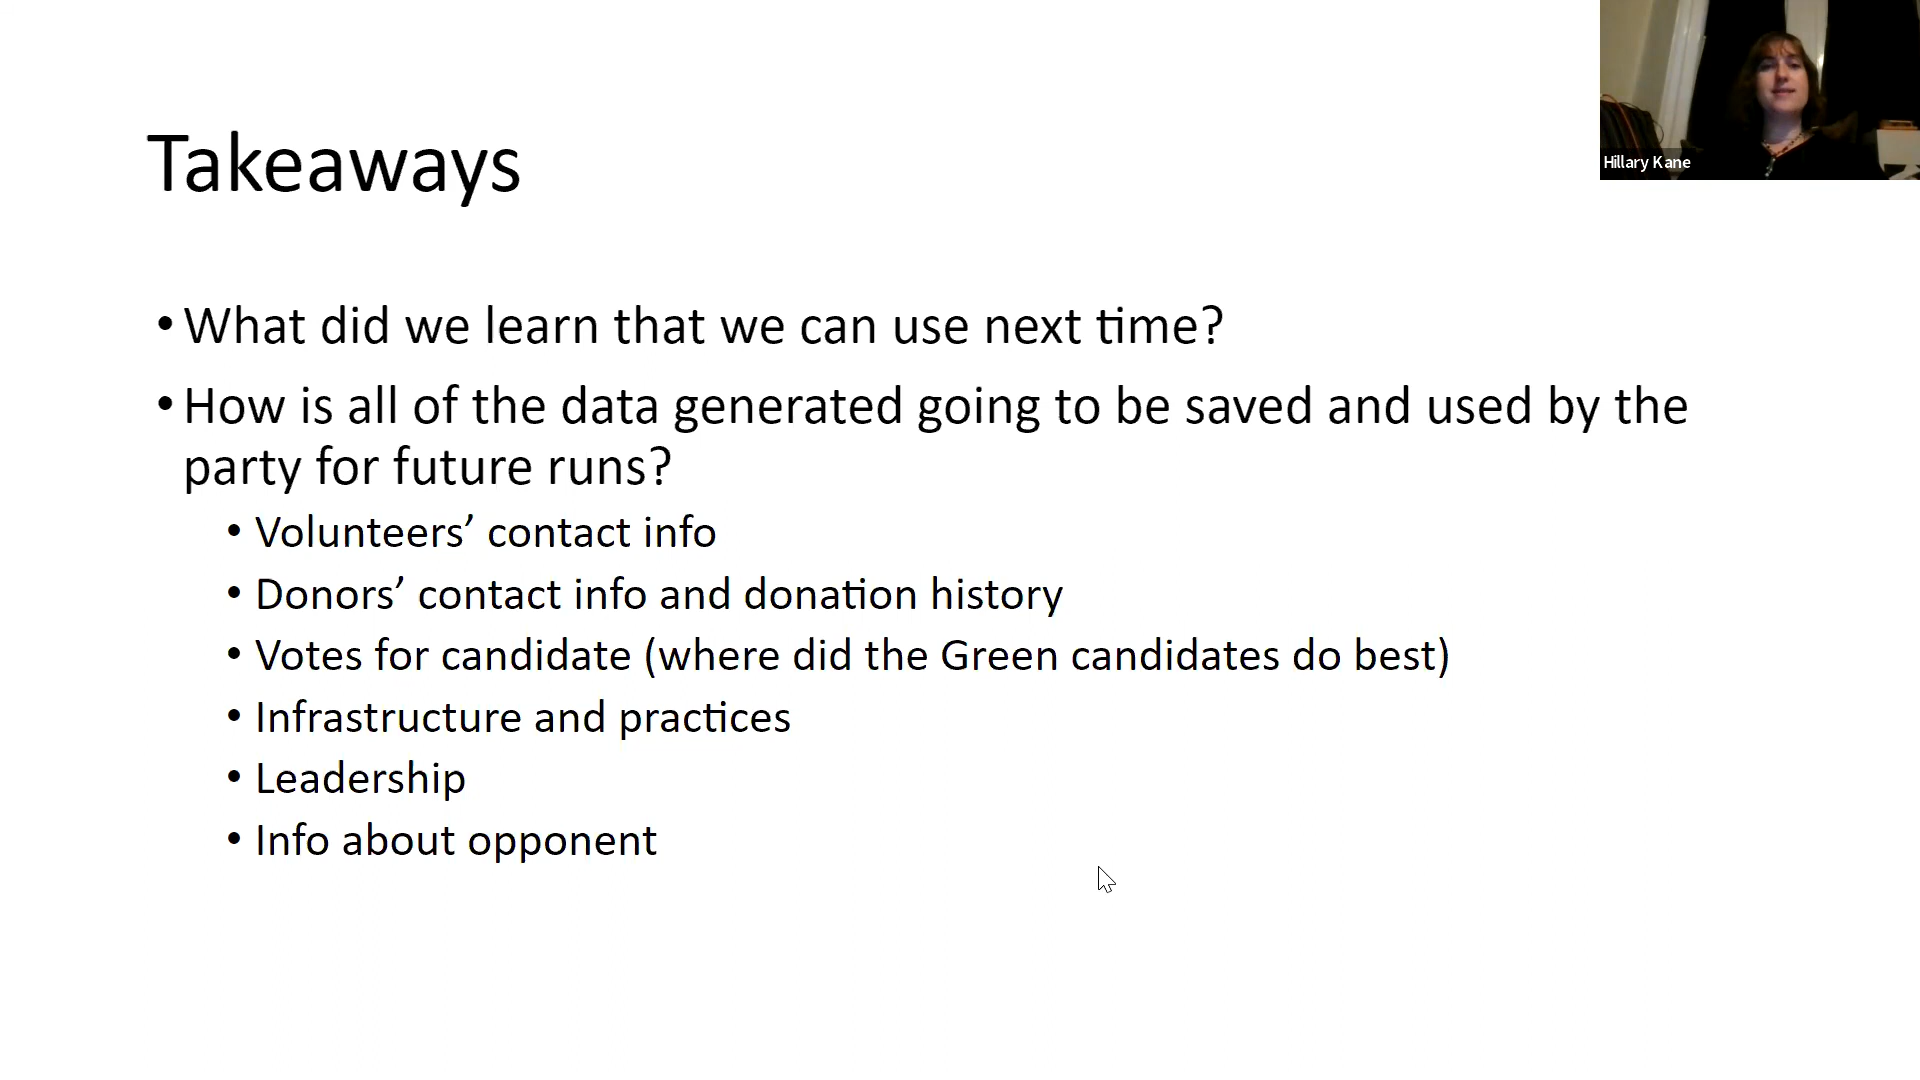 Hillary Kane
Takeaways
• What did we learn that we can use next time?
• How is all of the data generated going to be saved and used by the
party for future runs?
• Volunteers’ contact info
• Donors’ contact info and donation history
• Votes for candidate (where did the Green candidates do best)
• Infrastructure and practices
• Leadership
• Info about opponent